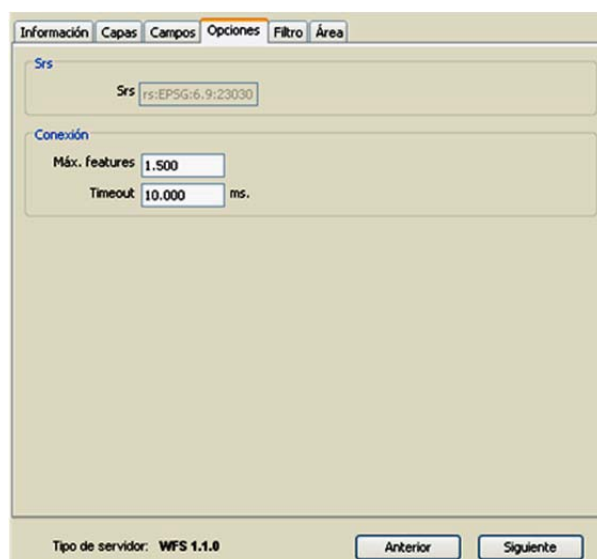 Información Capas Campos Opciones Filtro Área
Srs
Srs rs:EPSG:6.9:23030
Conexión
Máx. features 1.500
Timeout 10.000 ms.
Tipo de servidor: WFS 1.1.0 Anterior Siguiente